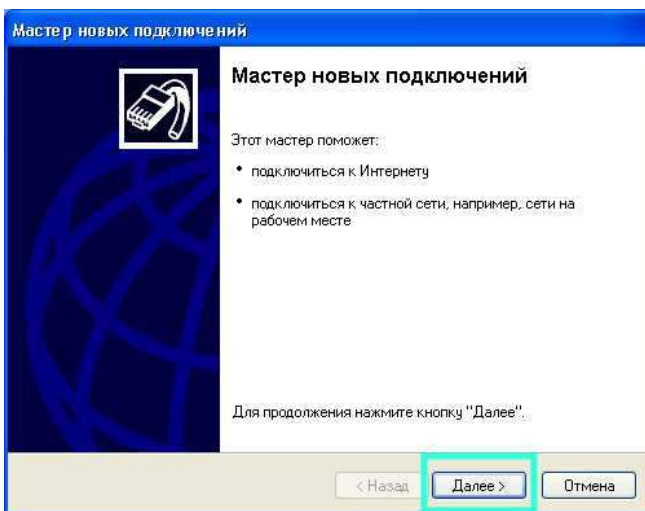 Мастер новых подключений
Мастер новых подключений
Этот мастер поможет:
• подключиться к Интернету
• подключиться к частной сети, например, сети на
рабочем месте
Для продолжения нажмите кнопку "Далее".
< Назад
Далее >
Отмена